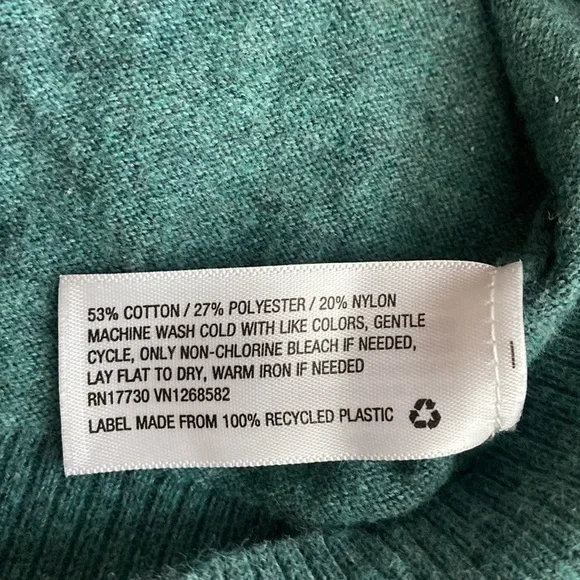 53% COTTON / 27% POLYESTER / 20% NYLON
MACHINE WASH COLD WITH LIKE COLORS, GENTLE
CYCLE, ONLY NON-CHLORINE BLEACH IF NEEDED,
LAY FLAT TO DRY, WARM IRON IF NEEDED
RN17730 VN1268582
LABEL MADE FROM 100% RECYCLED PLASTIC